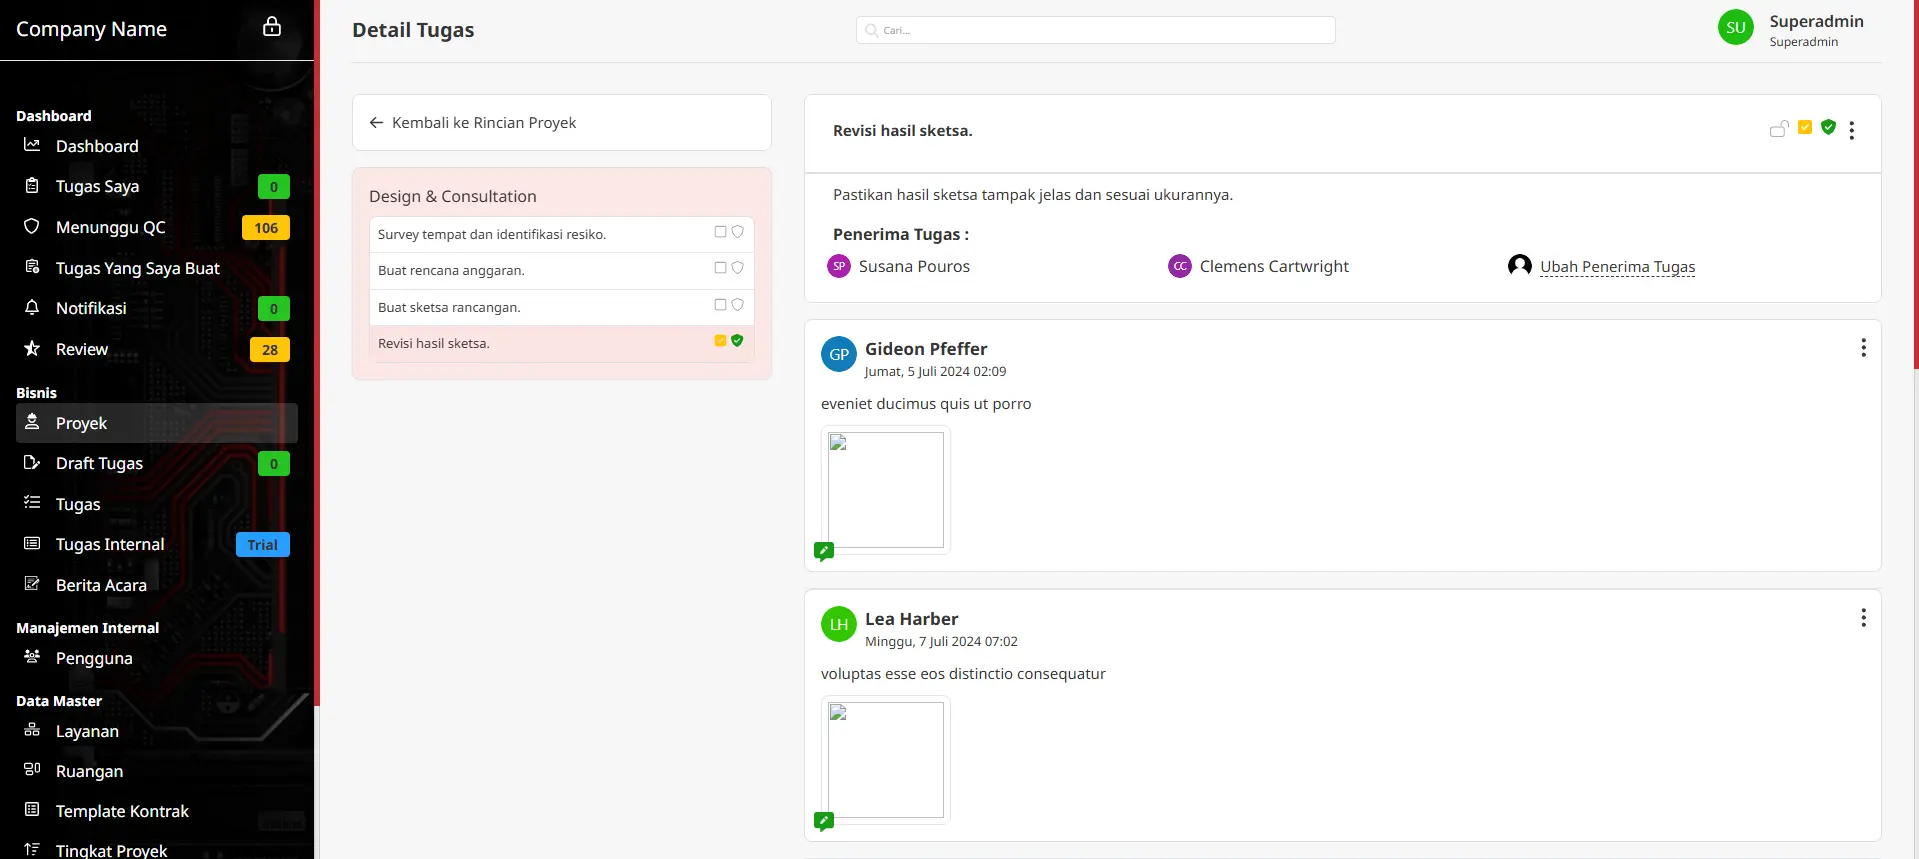 Company Name
Dashboard
Dashboard
Tugas Saya 0
Menunggu QC 106
Tugas Yang Saya Buat
Notifikasi 0
Review 28
Bisnis
Proyek
Draft Tugas 0
Tugas
Tugas Internal Trial
Berita Acara
Manajemen Internal
Pengguna
Data Master
Layanan
Ruangan
Template Kontrak
Tingkat Proyek
Detail Tugas
Cari...
SU
Superadmin
Superadmin
Kembali ke Rincian Proyek
Design & Consultation
Survey tempat dan identifikasi resiko.
Buat rencana anggaran.
Buat sketsa rancangan.
Revisi hasil sketsa.
Revisi hasil sketsa.
Pastikan hasil sketsa tampak jelas dan sesuai ukurannya.
Penerima Tugas :
SP Susana Pouros
CC Clemens Cartwright
Ubah Penerima Tugas
GP
Gideon Pfeffer
Jumat, 5 Juli 2024 02:09
eveniet ducimus quis ut porro
LH
Lea Harber
Minggu, 7 Juli 2024 07:02
voluptas esse eos distinctio consequatur